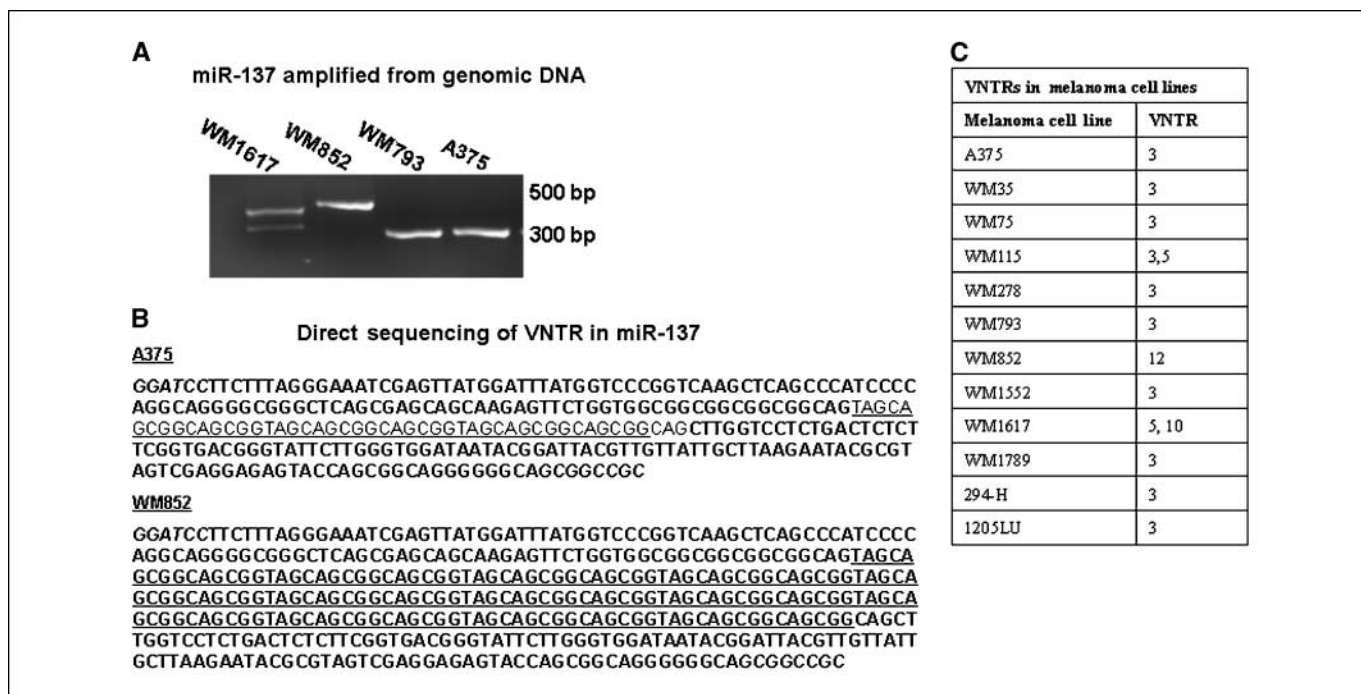 A
miR-137 amplified from genomic DNA
WM1617
WM852
WM793
A375
500 bp
300 bp
B
Direct sequencing of VNTR in miR-137
A375
GGATCCTTCTTTAGGGAAATCGAGTTATGGATTTATGGTCCCGGTCAAGCTCAGCCCATCCCC
AGGCAGGGGCGGGCTCAGCGAGCAGCAAGAGTTCTGGTGGCGGCGGCGGCGGCAGTAGCA
GCGGCAGCGGTAGCAGCGGCAGCGGTAGCAGCGGCAGCGGCAGCTTGGTCCTCTGACTCTCT
TCGGTGACGGGTATTCTTGGGTGGATAATACGGATTACGTTGTTATTGCTTAAGAATACGCGT
AGTCGAGGAGAGTACCAGCGGCAGGGGGGCAGCGGCCGC
WM852
GGATCCTTCTTTAGGGAAATCGAGTTATGGATTTATGGTCCCGGTCAAGCTCAGCCCATCCCC
AGGCAGGGGCGGGCTCAGCGAGCAGCAAGAGTTCTGGTGGCGGCGGCGGCGGCAGTAGCA
GCGGCAGCGGTAGCAGCGGCAGCGGTAGCAGCGGCAGCGGTAGCAGCGGCAGCGGTAGCA
GCGGCAGCGGTAGCAGCGGCAGCGGTAGCAGCGGCAGCGGTAGCAGCGGCAGCGGTAGCA
GCGGCAGCGGTAGCAGCGGCAGCGGTAGCAGCGGCAGCGGTAGCAGCGGCAGCGGCAGCTT
TGGTCCTCTGACTCTCTTCGGTGACGGGTATTCTTGGGTGGATAATACGGATTACGTTGTTATT
GCTTAAGAATACGCGTAGTCGAGGAGAGTACCAGCGGCAGGGGGGCAGCGGCCGC
C
VNTRs in melanoma cell lines
Melanoma cell line VNTR
A375 3
WM35 3
WM75 3
WM115 3,5
WM278 3
WM793 3
WM852 12
WM1552 3
WM1617 5, 10
WM1789 3
294-H 3
1205LU 3